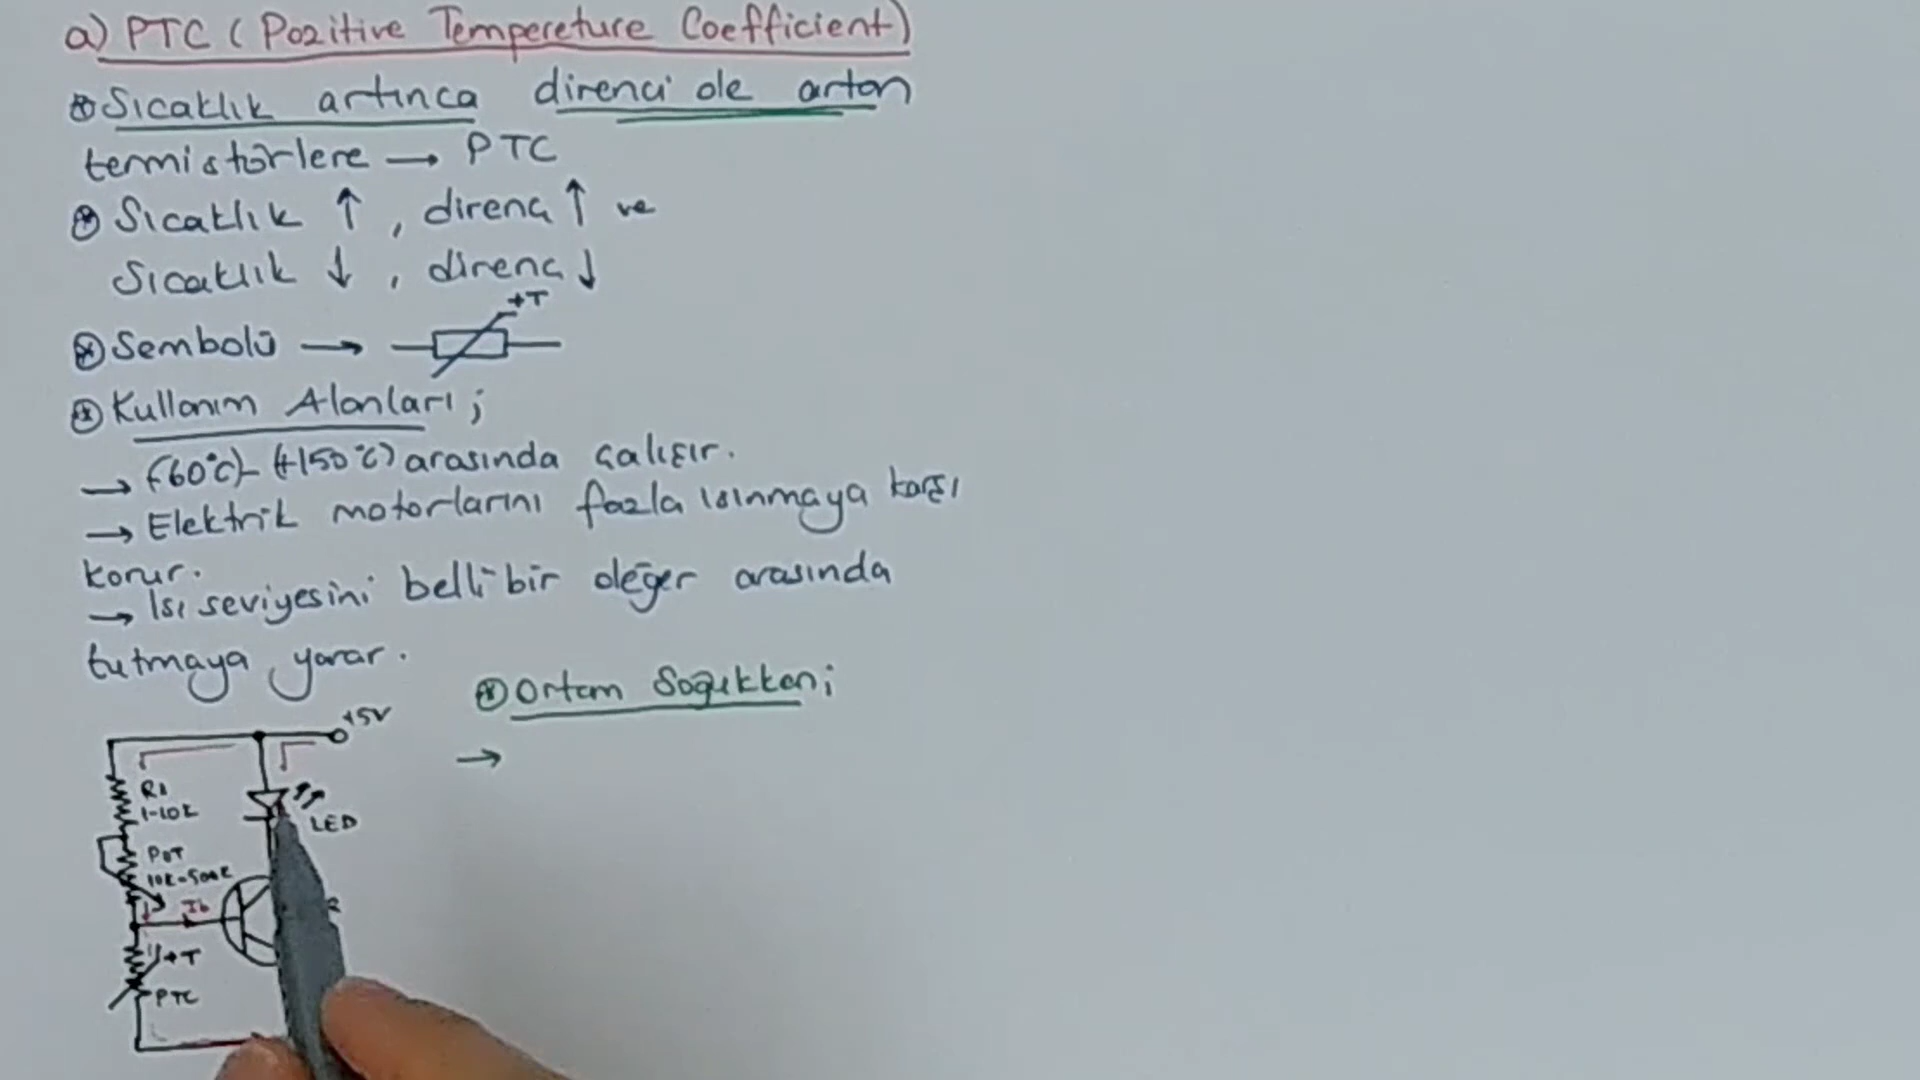 a) PTC (Pozitive Tempereture Coefficient)
Sıcaklık artınca direnci de artan
termistörlere → PTC
Sıcaklık ↑, direnç ↑ ve
Sıcaklık ↓, direnç ↓
Sembolü → +T
Kullanım Alanları;
→ (-60°C)-(+150°C) arasında çalışır.
→ Elektrik motorlarını fazla ısınmaya karşı
korur.
→ Isı seviyesini belli bir değer arasında
tutmaya yarar.
Ortam Soğukken;
→
+5V
R1
1-10k
LED
POT
10k-500k
Ib
+T
PTC